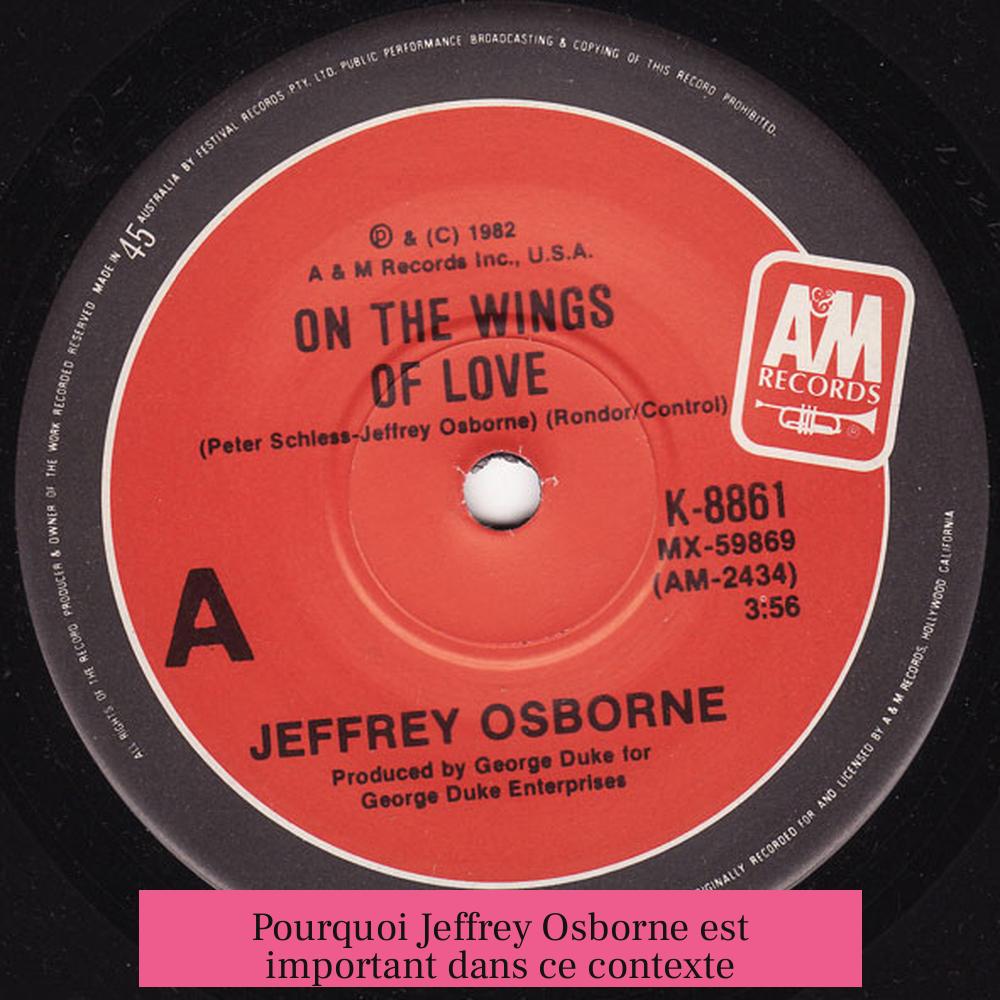 MADE IN AUSTRALIA BY FESTIVAL RECORDS PTY. LTD. PUBLIC PERFORMANCE BROADCASTING & COPYING OF THIS RECORD PROHIBITED.
ALL RIGHTS OF THE RECORD PRODUCER & OWNER OF THE WORK RECORDED RESERVED
45
Ⓟ & (C) 1982
A & M Records Inc., U.S.A.
ON THE WINGS
OF LOVE
(Peter Schless-Jeffrey Osborne) (Rondor/Control)
A&M
RECORDS
®
K-8861
MX-59869
(AM-2434)
3:56
A
JEFFREY OSBORNE
Produced by George Duke for
George Duke Enterprises
RECORDED FOR AND LICENSED BY A & M RECORDS, HOLLYWOOD CALIFORNIA
Pourquoi Jeffrey Osborne est
important dans ce contexte